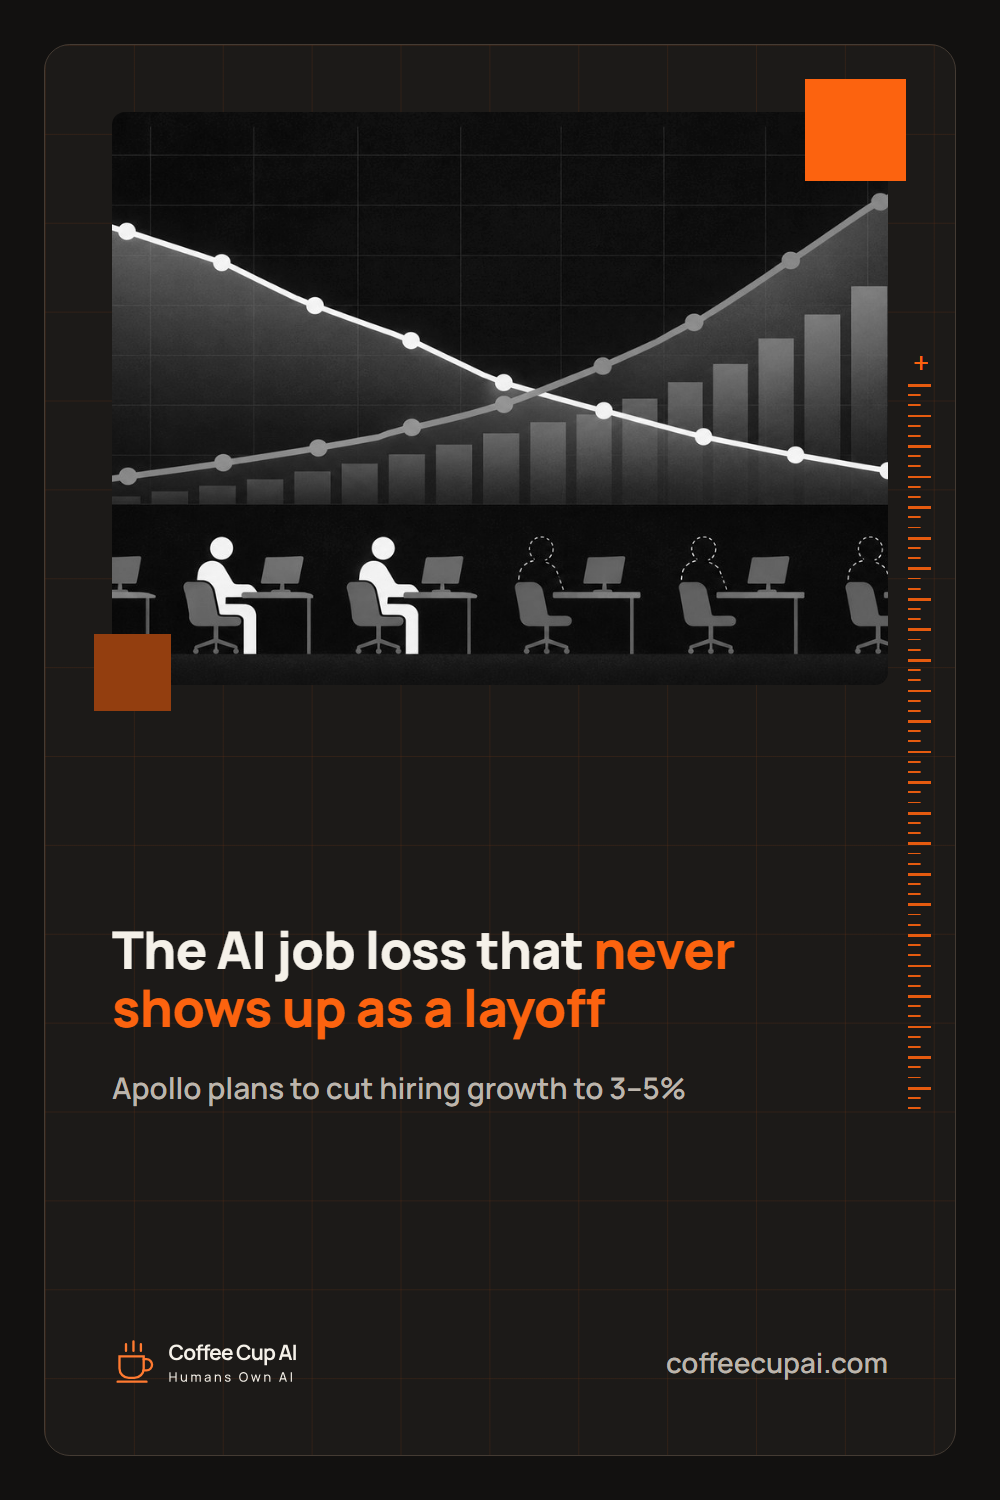 The AI job loss that never
shows up as a layoff
Apollo plans to cut hiring growth to 3–5%
Coffee Cup AI
Humans Own AI
coffeecupai.com